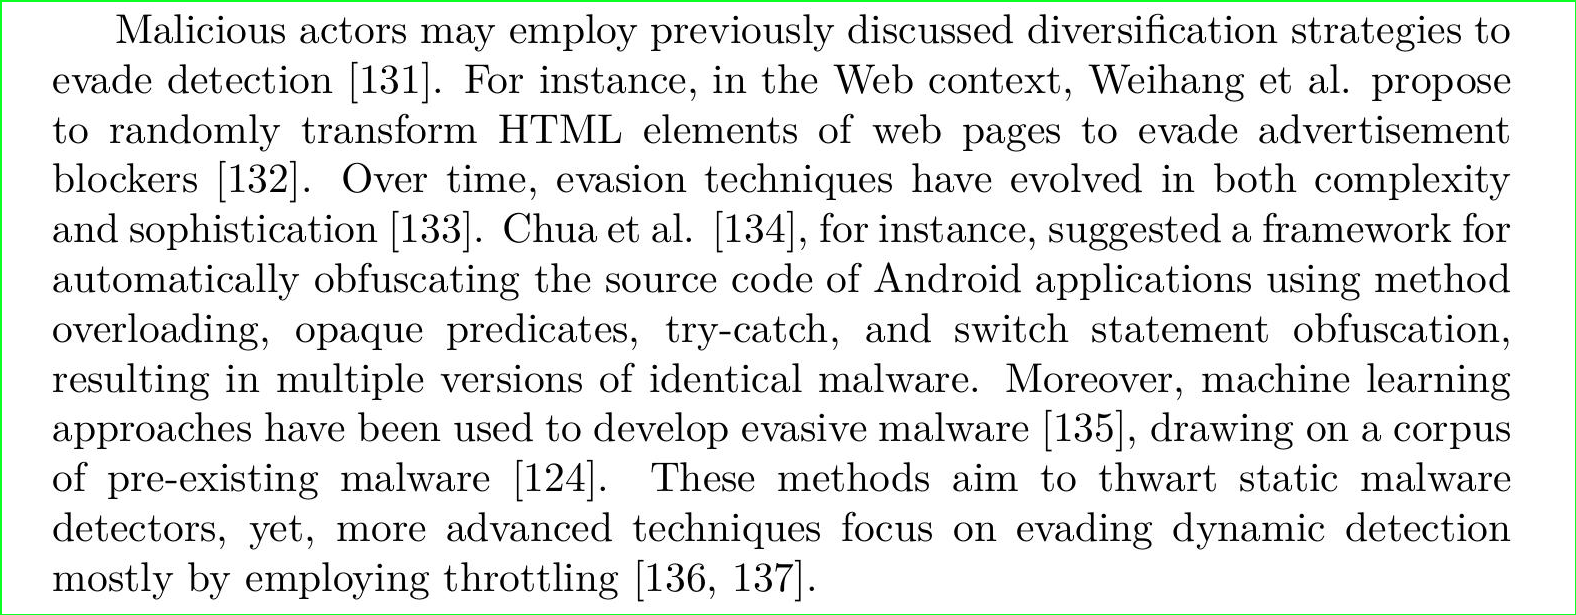 Malicious actors may employ previously discussed diversification strategies to
evade detection [131]. For instance, in the Web context, Weihang et al. propose
to randomly transform HTML elements of web pages to evade advertisement
blockers [132]. Over time, evasion techniques have evolved in both complexity
and sophistication [133]. Chua et al. [134], for instance, suggested a framework for
automatically obfuscating the source code of Android applications using method
overloading, opaque predicates, try-catch, and switch statement obfuscation,
resulting in multiple versions of identical malware. Moreover, machine learning
approaches have been used to develop evasive malware [135], drawing on a corpus
of pre-existing malware [124]. These methods aim to thwart static malware
detectors, yet, more advanced techniques focus on evading dynamic detection
mostly by employing throttling [136, 137].